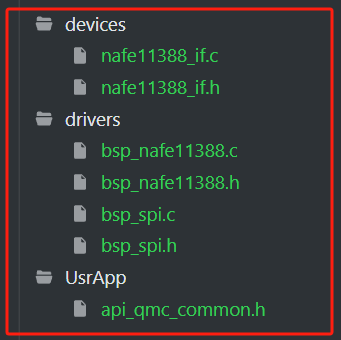 devices
nafe11388_if.c
nafe11388_if.h
drivers
bsp_nafe11388.c
bsp_nafe11388.h
bsp_spi.c
bsp_spi.h
UsrApp
api_qmc_common.h